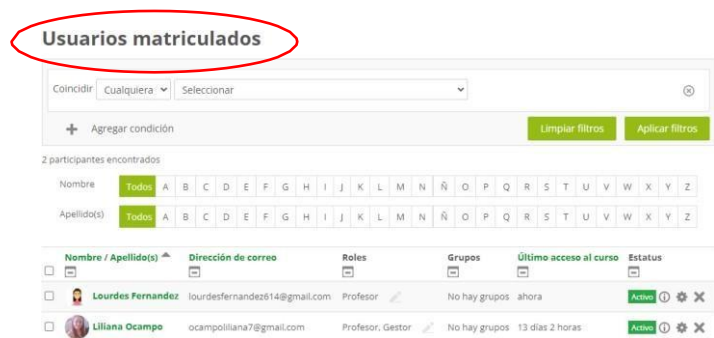 Usuarios matriculados
Coincidir Cualquiera Seleccionar
Agregar condición Limpiar filtros Aplicar filtros
2 participantes encontrados
Nombre Todos A B C D E F G H I J K L M N Ñ O P Q R S T U V W X Y Z
Apellido(s) Todos A B C D E F G H I J K L M N Ñ O P Q R S T U V W X Y Z
Nombre / Apellido(s) Dirección de correo Roles Grupos Último acceso al curso Estatus
Lourdes Fernandez lourdesfernandez614@gmail.com Profesor No hay grupos ahora Activo
Liliana Ocampo ocampoliliana7@gmail.com Profesor, Gestor No hay grupos 13 días 2 horas Activo